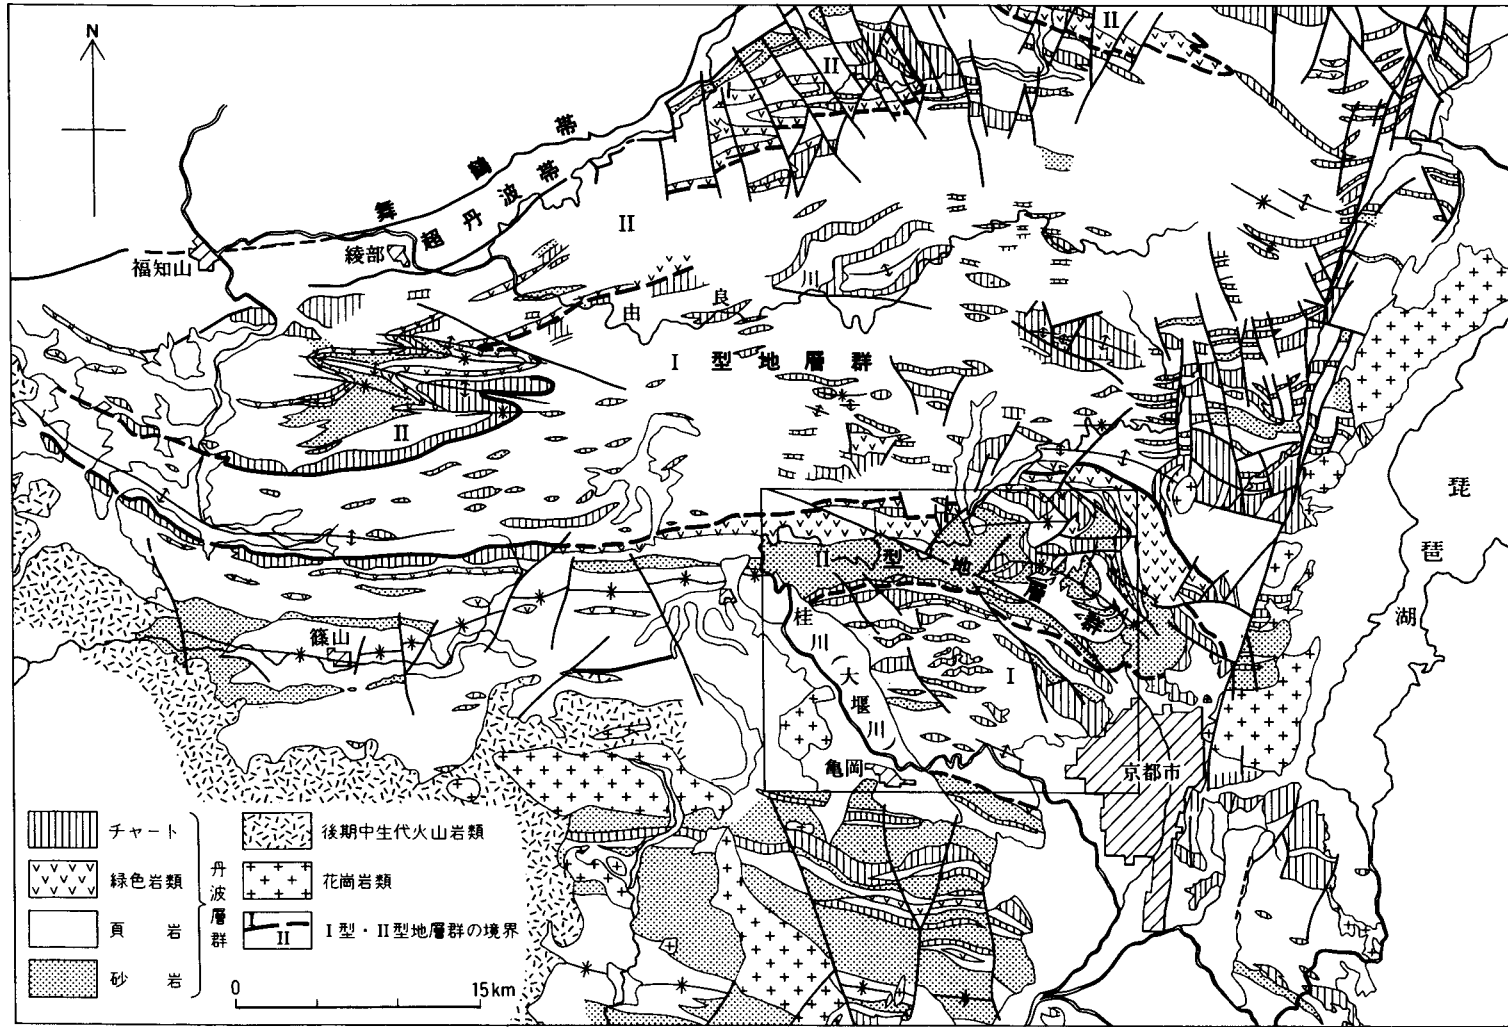 N
II
II
舞鶴帯
超丹波帯
II
福知山
綾部
由良川
I 型地層群
II
II 型地層群
琵琶湖
篠山
桂川
(大堰川)
I
亀岡
京都市
チャート
緑色岩類
頁岩
砂岩
丹波層群
後期中生代火山岩類
花崗岩類
I
II
I型・II型地層群の境界
0 15km